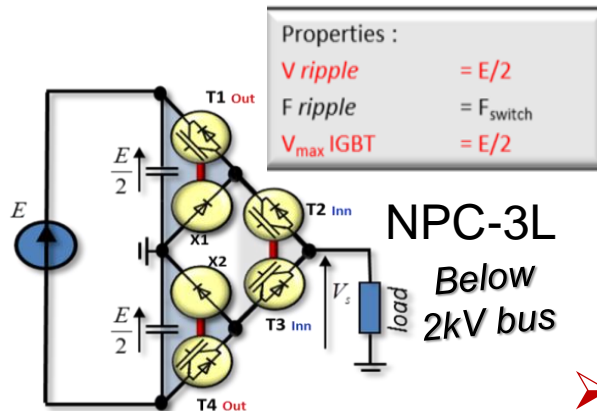 Properties :
V ripple = E/2
F ripple = Fswitch
Vmax IGBT = E/2
T1 Out
E/2
X1
T2 Inn
E
NPC-3L
X2
Vs
load
Below
2kV bus
E/2
T3 Inn
T4 Out